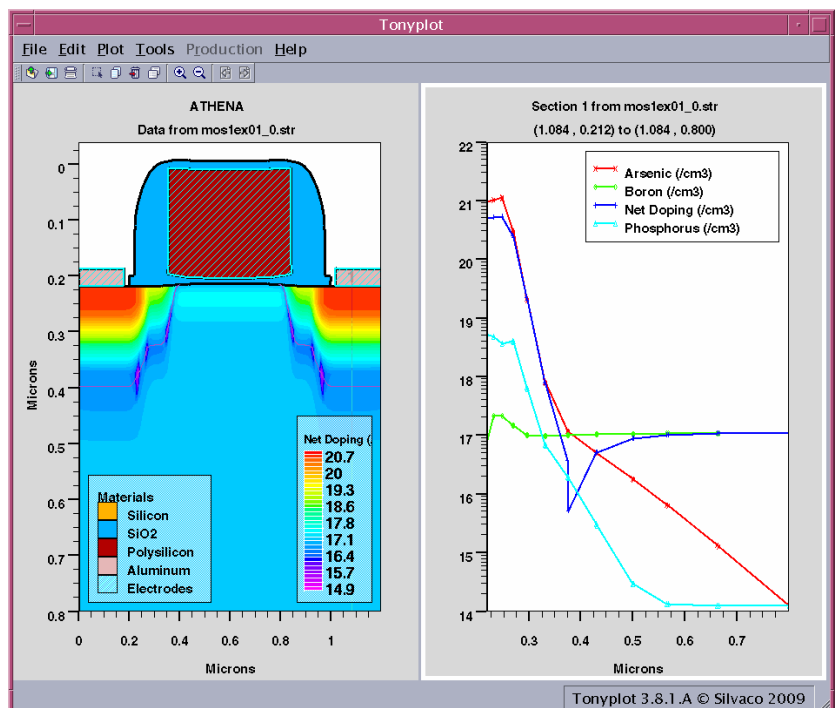 Tonyplot
File Edit Plot Tools Production Help
ATHENA
Data from mos1ex01_0.str
0
0.1
0.2
0.3
0.4
0.5
0.6
0.7
0.8
Microns
Net Doping (
20.7
20
19.3
18.6
17.8
17.1
16.4
15.7
14.9
Materials
Silicon
SiO2
Polysilicon
Aluminum
Electrodes
0 0.2 0.4 0.6 0.8 1
Microns
Section 1 from mos1ex01_0.str
(1.084 , 0.212) to (1.084 , 0.800)
22
21
20
19
18
17
16
15
14
Arsenic (/cm3)
Boron (/cm3)
Net Doping (/cm3)
Phosphorus (/cm3)
0.3 0.4 0.5 0.6 0.7
Microns
Tonyplot 3.8.1.A © Silvaco 2009